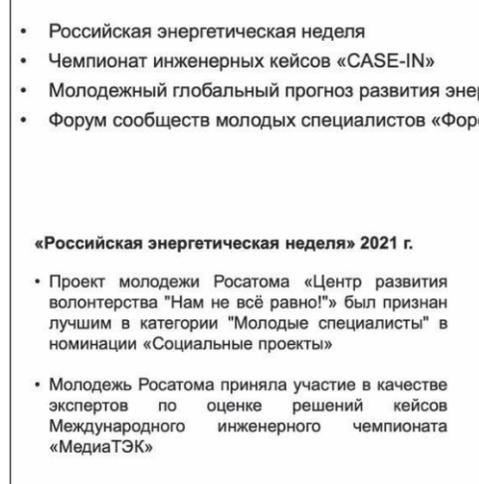 • Российская энергетическая неделя
• Чемпионат инженерных кейсов «CASE-IN»
• Молодежный глобальный прогноз развития
• Форум сообществ молодых специалистов
«Российская энергетическая неделя» 2021 г.
• Проект молодежи Росатома «Центр развития
волонтерства "Нам не всё равно!"» был признан
лучшим в категории "Молодые специалисты" в
номинации «Социальные проекты»
• Молодежь Росатома приняла участие в качестве
экспертов по оценке решений кейсов
Международного инженерного чемпионата
«МедиаТЭК»